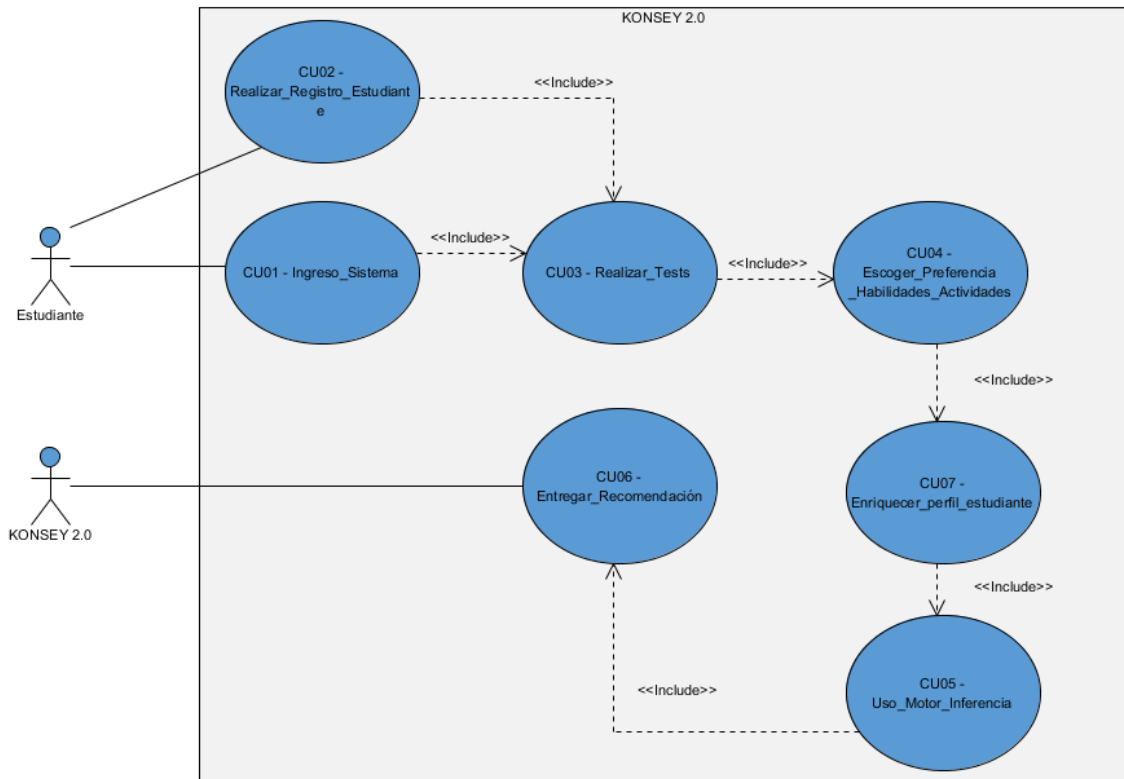 KONSEY 2.0
CU02 -
Realizar_Registro_Estudiant
e
<<Include>>
CU01 - Ingreso_Sistema
<<Include>>
CU03 - Realizar_Tests
<<Include>>
CU04 -
Escoger_Preferencia
_Habilidades_Actividades
Estudiante
<<Include>>
CU06 -
Entregar_Recomendación
CU07 -
Enriquecer_perfil_estudiante
KONSEY 2.0
<<Include>>
CU05 -
Uso_Motor_Inferencia
<<Include>>